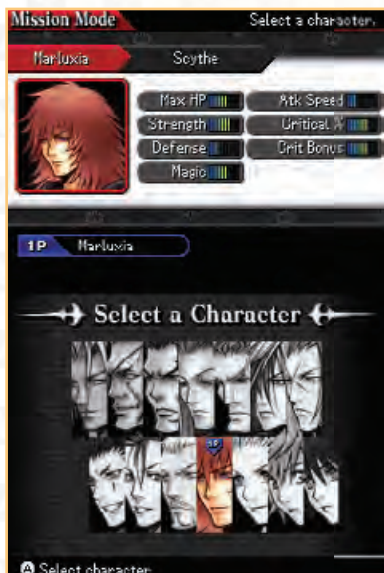 Mission Mode Select a character.
Marluxia Scythe
Max HP Atk Speed
Strength Critical %
Defense Crit Bonus
Magic
1P Marluxia
Select a Character
1P
A Select character